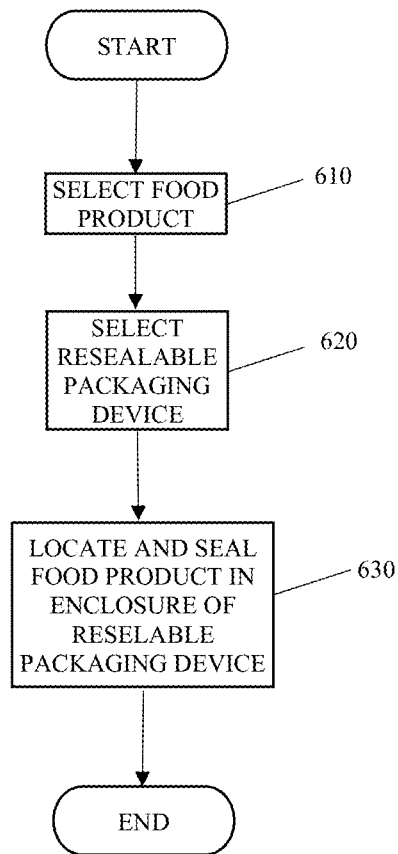 START
SELECT FOOD
PRODUCT
610
SELECT
RESEALABLE
PACKAGING
DEVICE
620
LOCATE AND SEAL
FOOD PRODUCT IN
ENCLOSURE OF
RESELABLE
PACKAGING DEVICE
630
END